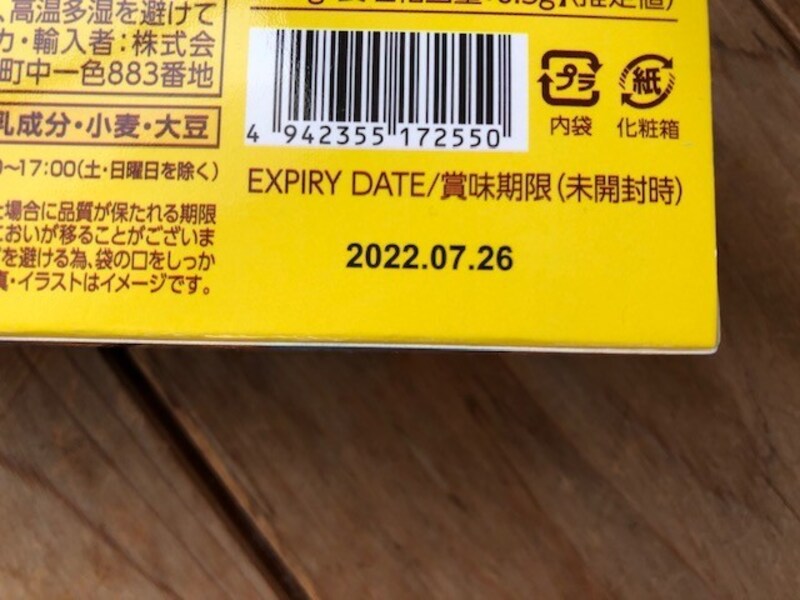 、高温多湿を避けて
・輸入者:株式会
町中一色883番地
乳成分・小麦・大豆
～17:00(土・日曜日を除く)
場合に品質が保たれる期限
においが移ることがございま
を避ける為、袋の口をしっか
・イラストはイメージです。
4 942355 172550
プラ
内袋
紙
化粧箱
EXPIRY DATE/賞味期限(未開封時)
2022.07.26